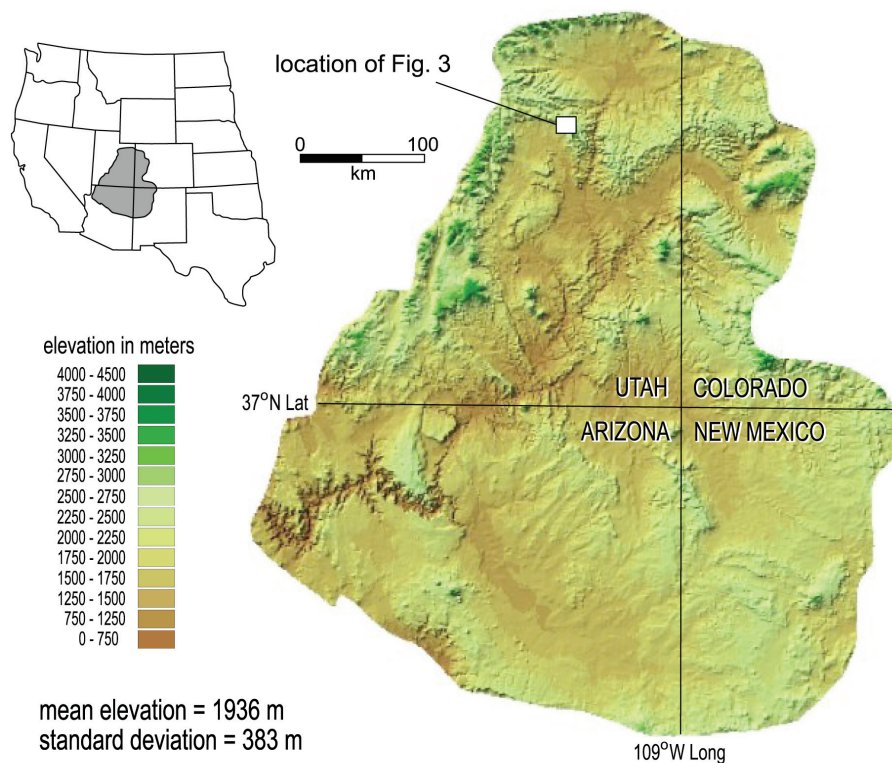 location of Fig. 3
0 100
km
elevation in meters
4000 - 4500
3750 - 4000
3500 - 3750
3250 - 3500
3000 - 3250
2750 - 3000
2500 - 2750
2250 - 2500
2000 - 2250
1750 - 2000
1500 - 1750
1250 - 1500
750 - 1250
0 - 750
37°N Lat
UTAH COLORADO
ARIZONA NEW MEXICO
mean elevation = 1936 m
standard deviation = 383 m
109°W Long